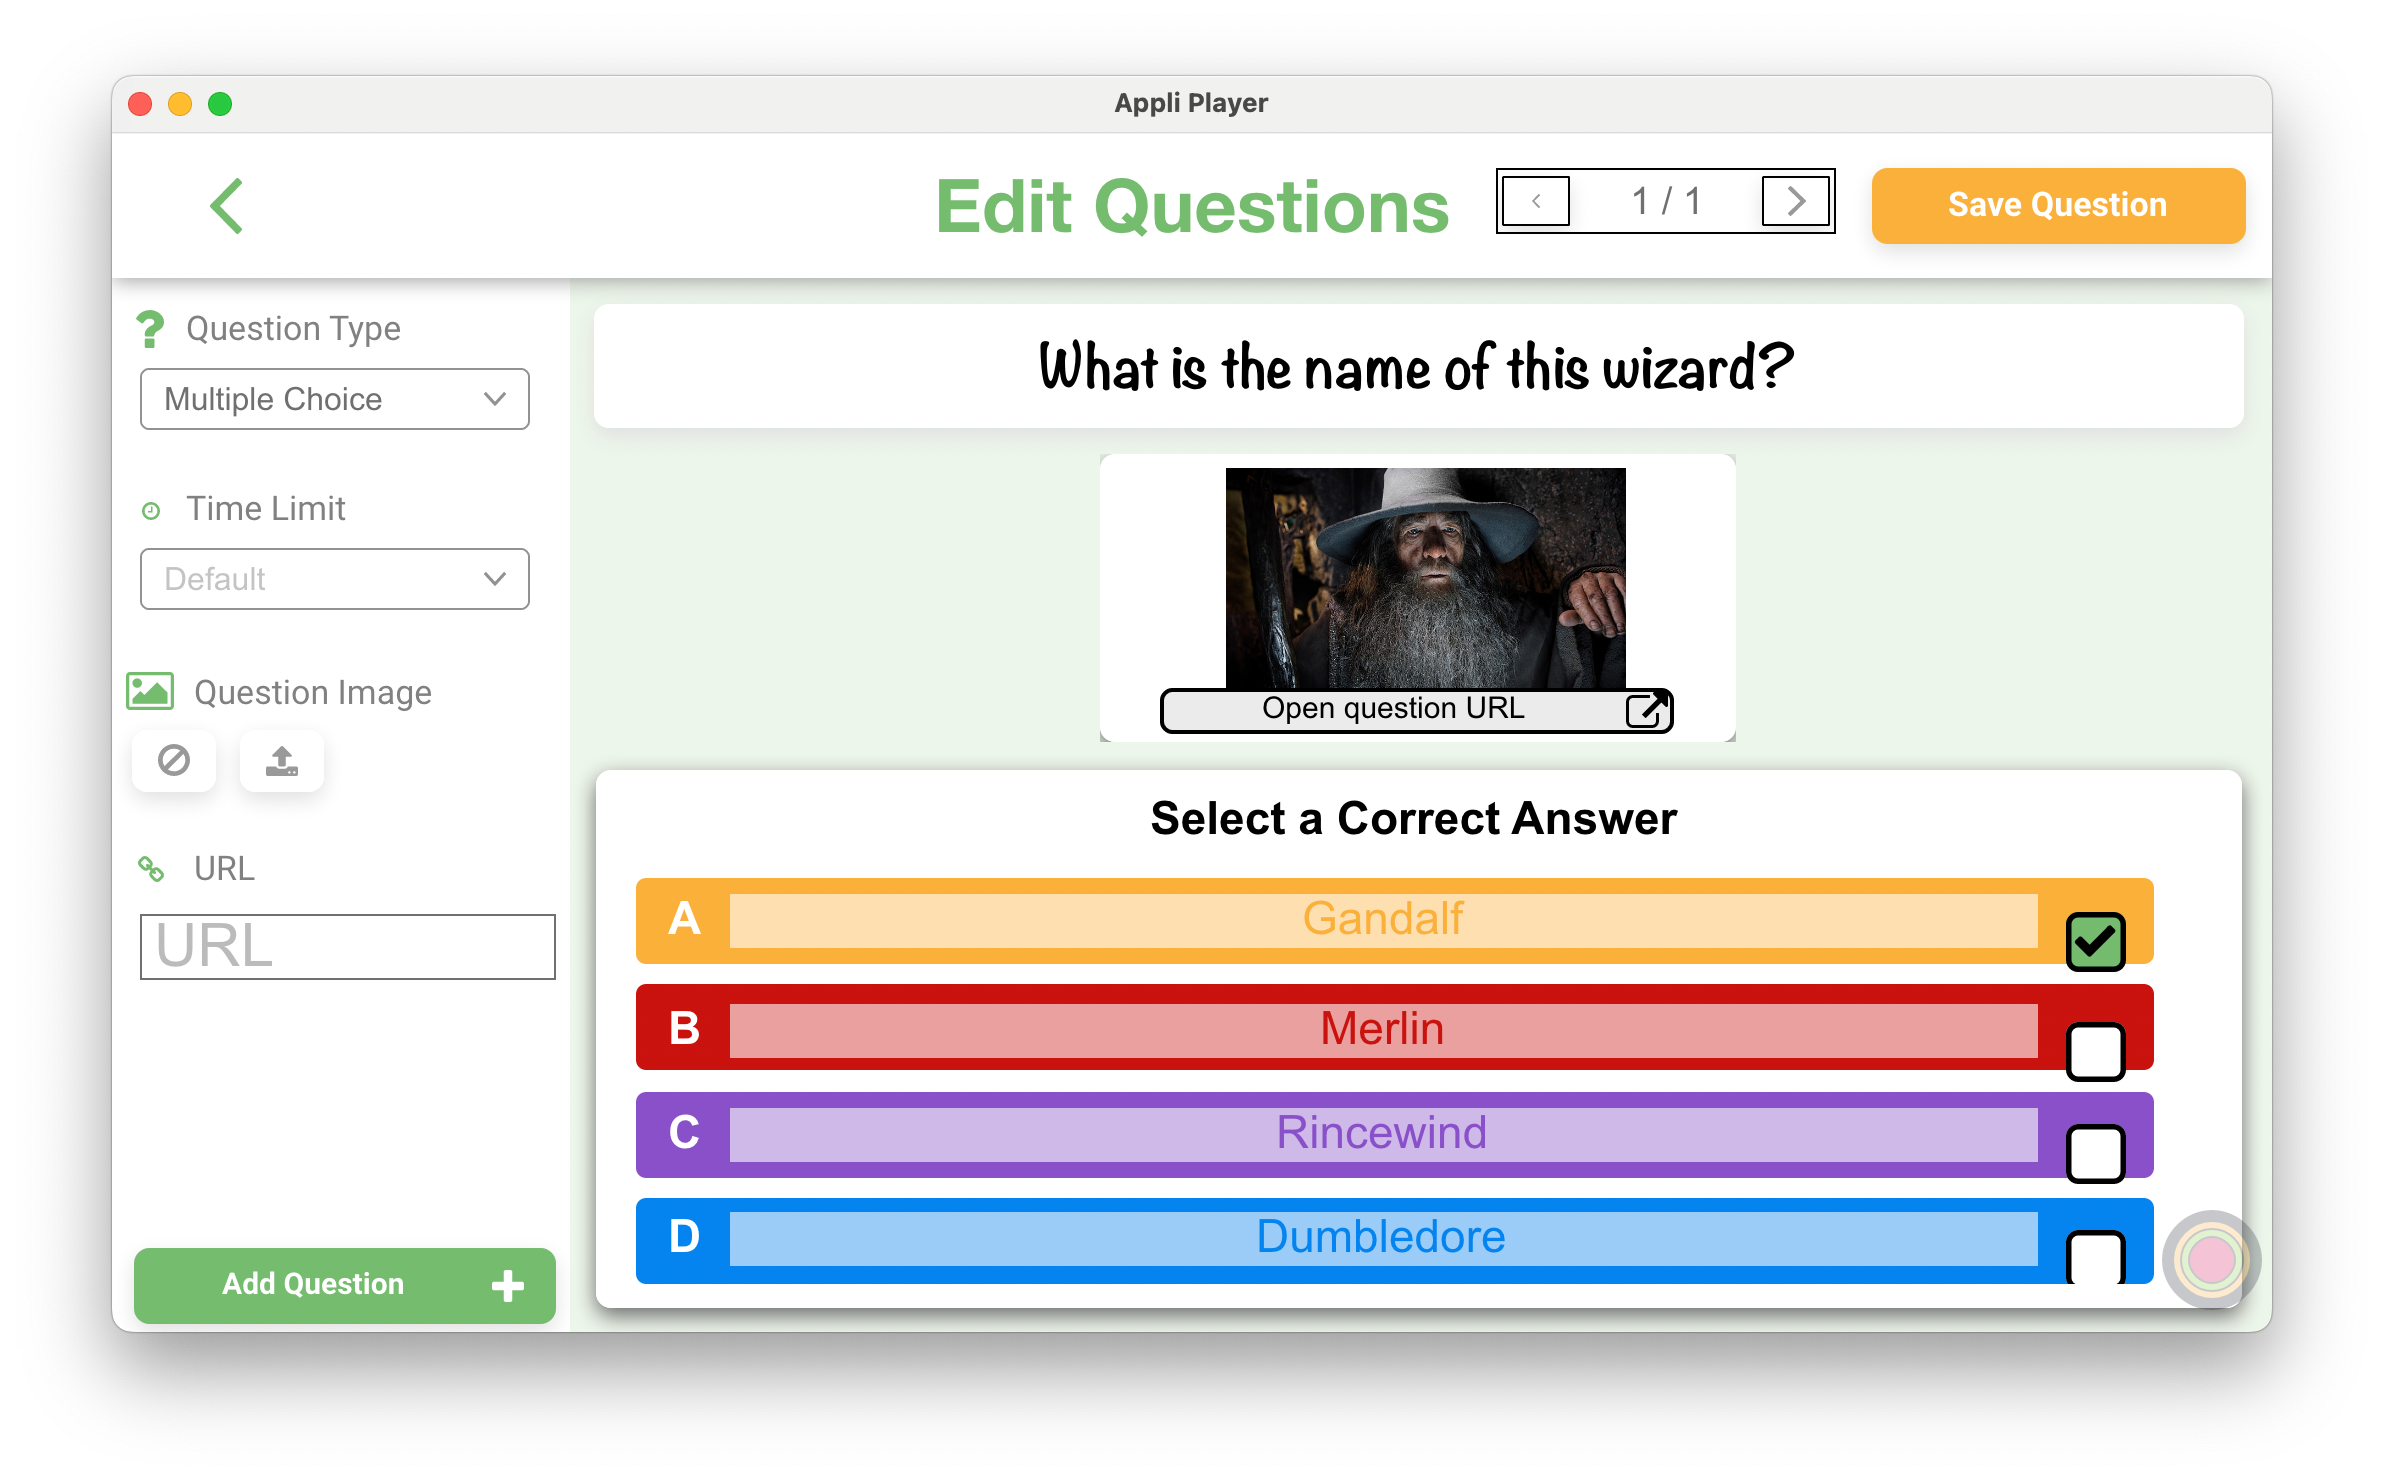 Appli Player
Edit Questions
1 / 1
Save Question
Question Type
Multiple Choice
Time Limit
Default
Question Image
URL
URL
Add Question
What is the name of this wizard?
Open question URL
Select a Correct Answer
A Gandalf
B Merlin
C Rincewind
D Dumbledore